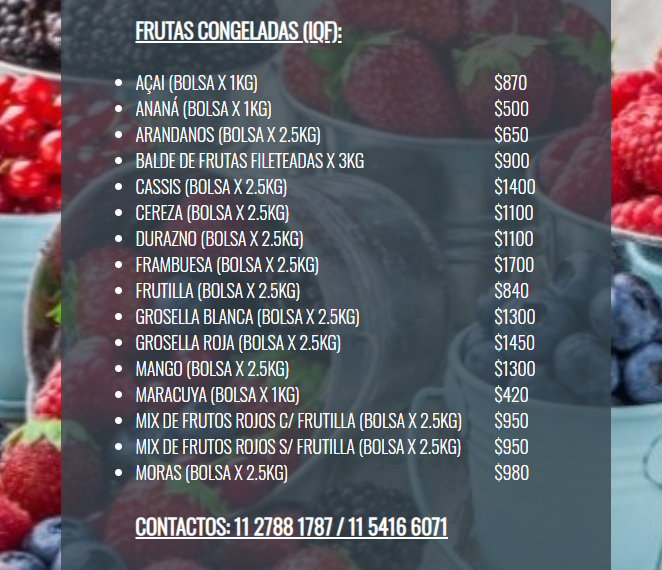 FRUTAS CONGELADAS (IQF):
• AÇAI (BOLSA X 1KG) $870
• ANANÁ (BOLSA X 1KG) $500
• ARANDANOS (BOLSA X 2.5KG) $650
• BALDE DE FRUTAS FILETEADAS X 3KG $900
• CASSIS (BOLSA X 2.5KG) $1400
• CEREZA (BOLSA X 2.5KG) $1100
• DURAZNO (BOLSA X 2.5KG) $1100
• FRAMBUESA (BOLSA X 2.5KG) $1700
• FRUTILLA (BOLSA X 2.5KG) $840
• GROSELLA BLANCA (BOLSA X 2.5KG) $1300
• GROSELLA ROJA (BOLSA X 2.5KG) $1450
• MANGO (BOLSA X 2.5KG) $1300
• MARACUYA (BOLSA X 1KG) $420
• MIX DE FRUTOS ROJOS C/ FRUTILLA (BOLSA X 2.5KG) $950
• MIX DE FRUTOS ROJOS S/ FRUTILLA (BOLSA X 2.5KG) $950
• MORAS (BOLSA X 2.5KG) $980
CONTACTOS: 11 2788 1787 / 11 5416 6071